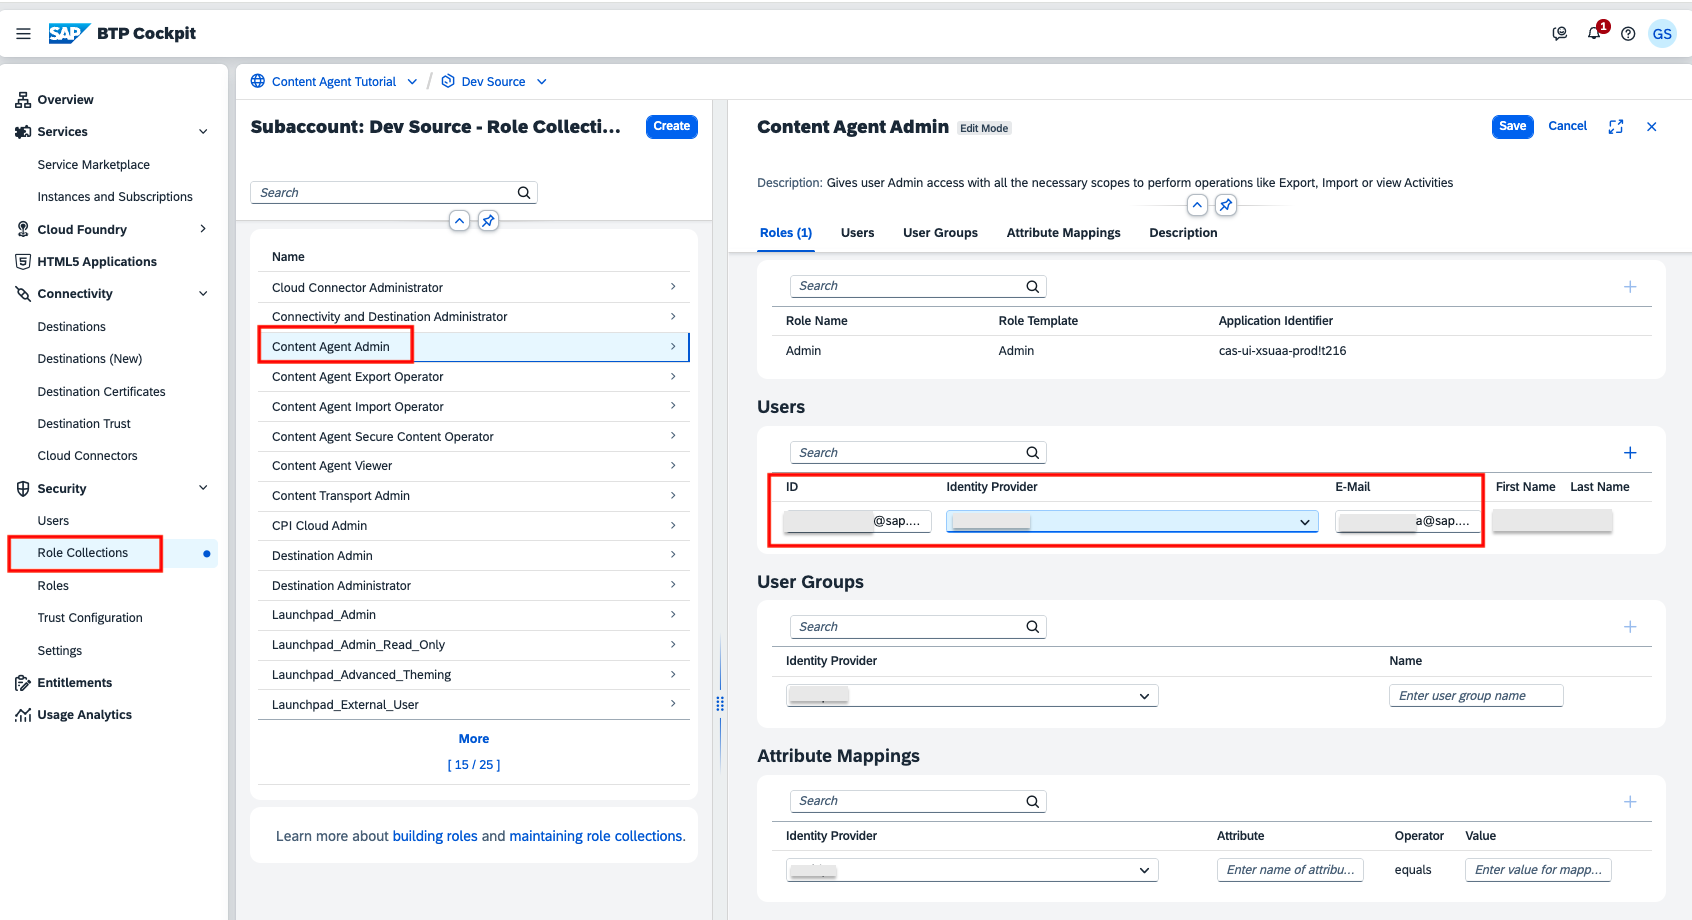 SAP BTP Cockpit
1
GS
Overview
Services
Service Marketplace
Instances and Subscriptions
Cloud Foundry
HTML5 Applications
Connectivity
Destinations
Destinations (New)
Destination Certificates
Destination Trust
Cloud Connectors
Security
Users
Role Collections
Roles
Trust Configuration
Settings
Entitlements
Usage Analytics
Content Agent Tutorial / Dev Source
Subaccount: Dev Source - Role Collecti...
Create
Search
Name
Cloud Connector Administrator
Connectivity and Destination Administrator
Content Agent Admin
Content Agent Export Operator
Content Agent Import Operator
Content Agent Secure Content Operator
Content Agent Viewer
Content Transport Admin
CPI Cloud Admin
Destination Admin
Destination Administrator
Launchpad_Admin
Launchpad_Admin_Read_Only
Launchpad_Advanced_Theming
Launchpad_External_User
More
[ 15 / 25 ]
Learn more about building roles and maintaining role collections.
Content Agent Admin Edit Mode
Save Cancel
Description: Gives user Admin access with all the necessary scopes to perform operations like Export, Import or view Activities
Roles (1) Users User Groups Attribute Mappings Description
Search
Role Name Role Template Application Identifier
Admin Admin cas-ui-xsuaa-prod!t216
Users
Search
ID Identity Provider E-Mail First Name Last Name
@sap.... a@sap....
User Groups
Search
Identity Provider Name
Enter user group name
Attribute Mappings
Search
Identity Provider Attribute Operator Value
Enter name of attribu... equals Enter value for mapp...